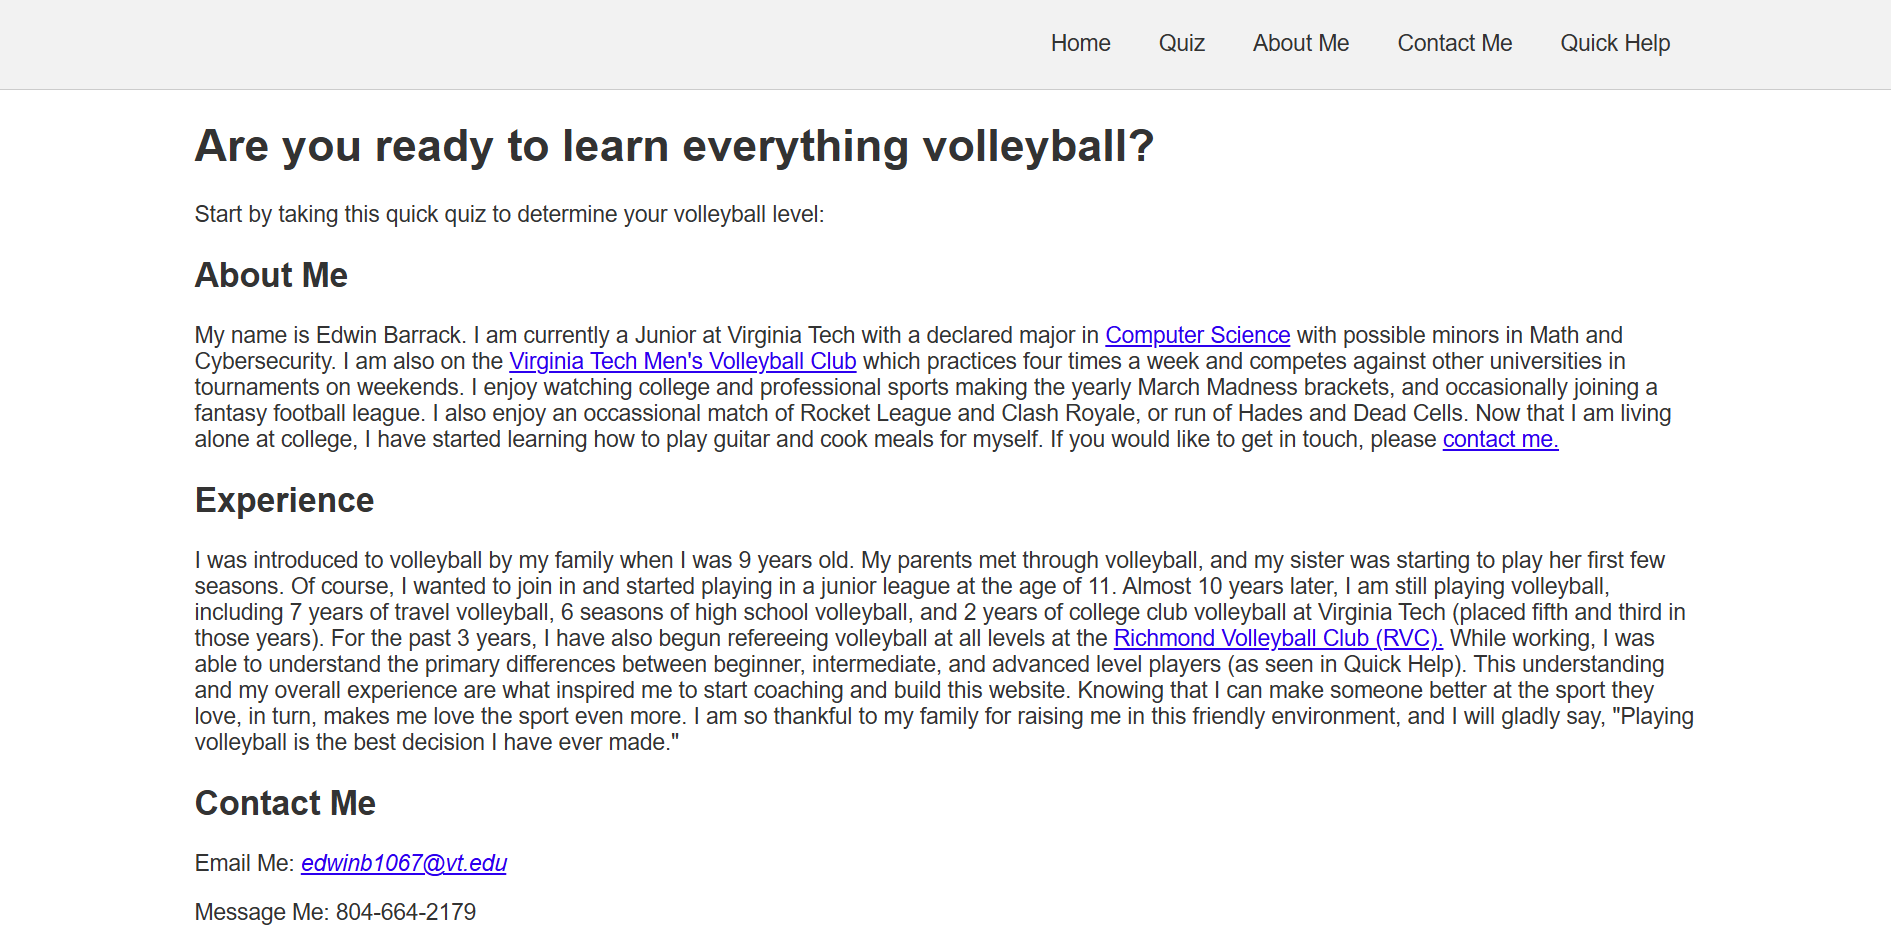 Home Quiz About Me Contact Me Quick Help
Are you ready to learn everything volleyball?
Start by taking this quick quiz to determine your volleyball level:
About Me
My name is Edwin Barrack. I am currently a Junior at Virginia Tech with a declared major in Computer Science with possible minors in Math and
Cybersecurity. I am also on the Virginia Tech Men's Volleyball Club which practices four times a week and competes against other universities in
tournaments on weekends. I enjoy watching college and professional sports making the yearly March Madness brackets, and occasionally joining a
fantasy football league. I also enjoy an occassional match of Rocket League and Clash Royale, or run of Hades and Dead Cells. Now that I am living
alone at college, I have started learning how to play guitar and cook meals for myself. If you would like to get in touch, please contact me.
Experience
I was introduced to volleyball by my family when I was 9 years old. My parents met through volleyball, and my sister was starting to play her first few
seasons. Of course, I wanted to join in and started playing in a junior league at the age of 11. Almost 10 years later, I am still playing volleyball,
including 7 years of travel volleyball, 6 seasons of high school volleyball, and 2 years of college club volleyball at Virginia Tech (placed fifth and third in
those years). For the past 3 years, I have also begun refereeing volleyball at all levels at the Richmond Volleyball Club (RVC). While working, I was
able to understand the primary differences between beginner, intermediate, and advanced level players (as seen in Quick Help). This understanding
and my overall experience are what inspired me to start coaching and build this website. Knowing that I can make someone better at the sport they
love, in turn, makes me love the sport even more. I am so thankful to my family for raising me in this friendly environment, and I will gladly say, "Playing
volleyball is the best decision I have ever made."
Contact Me
Email Me: edwinb1067@vt.edu
Message Me: 804-664-2179